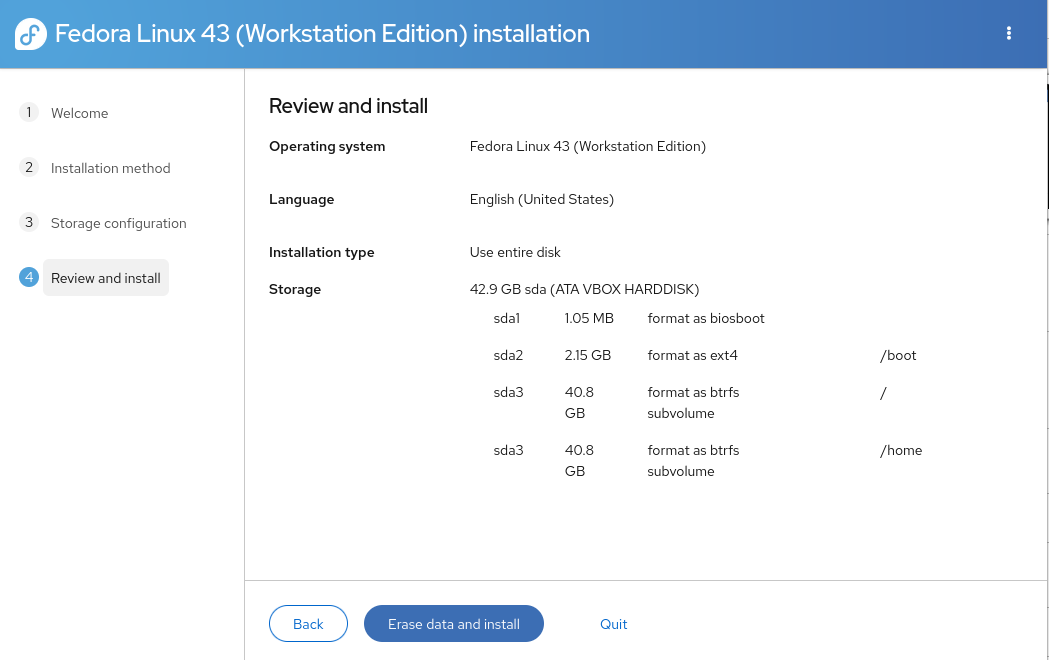 Fedora Linux 43 (Workstation Edition) installation
1 Welcome
2 Installation method
3 Storage configuration
4 Review and install
Review and install
Operating system Fedora Linux 43 (Workstation Edition)
Language English (United States)
Installation type Use entire disk
Storage 42.9 GB sda (ATA VBOX HARDDISK)
sda1 1.05 MB format as biosboot
sda2 2.15 GB format as ext4 /boot
sda3 40.8 format as btrfs /
GB subvolume
sda3 40.8 format as btrfs /home
GB subvolume
Back Erase data and install Quit